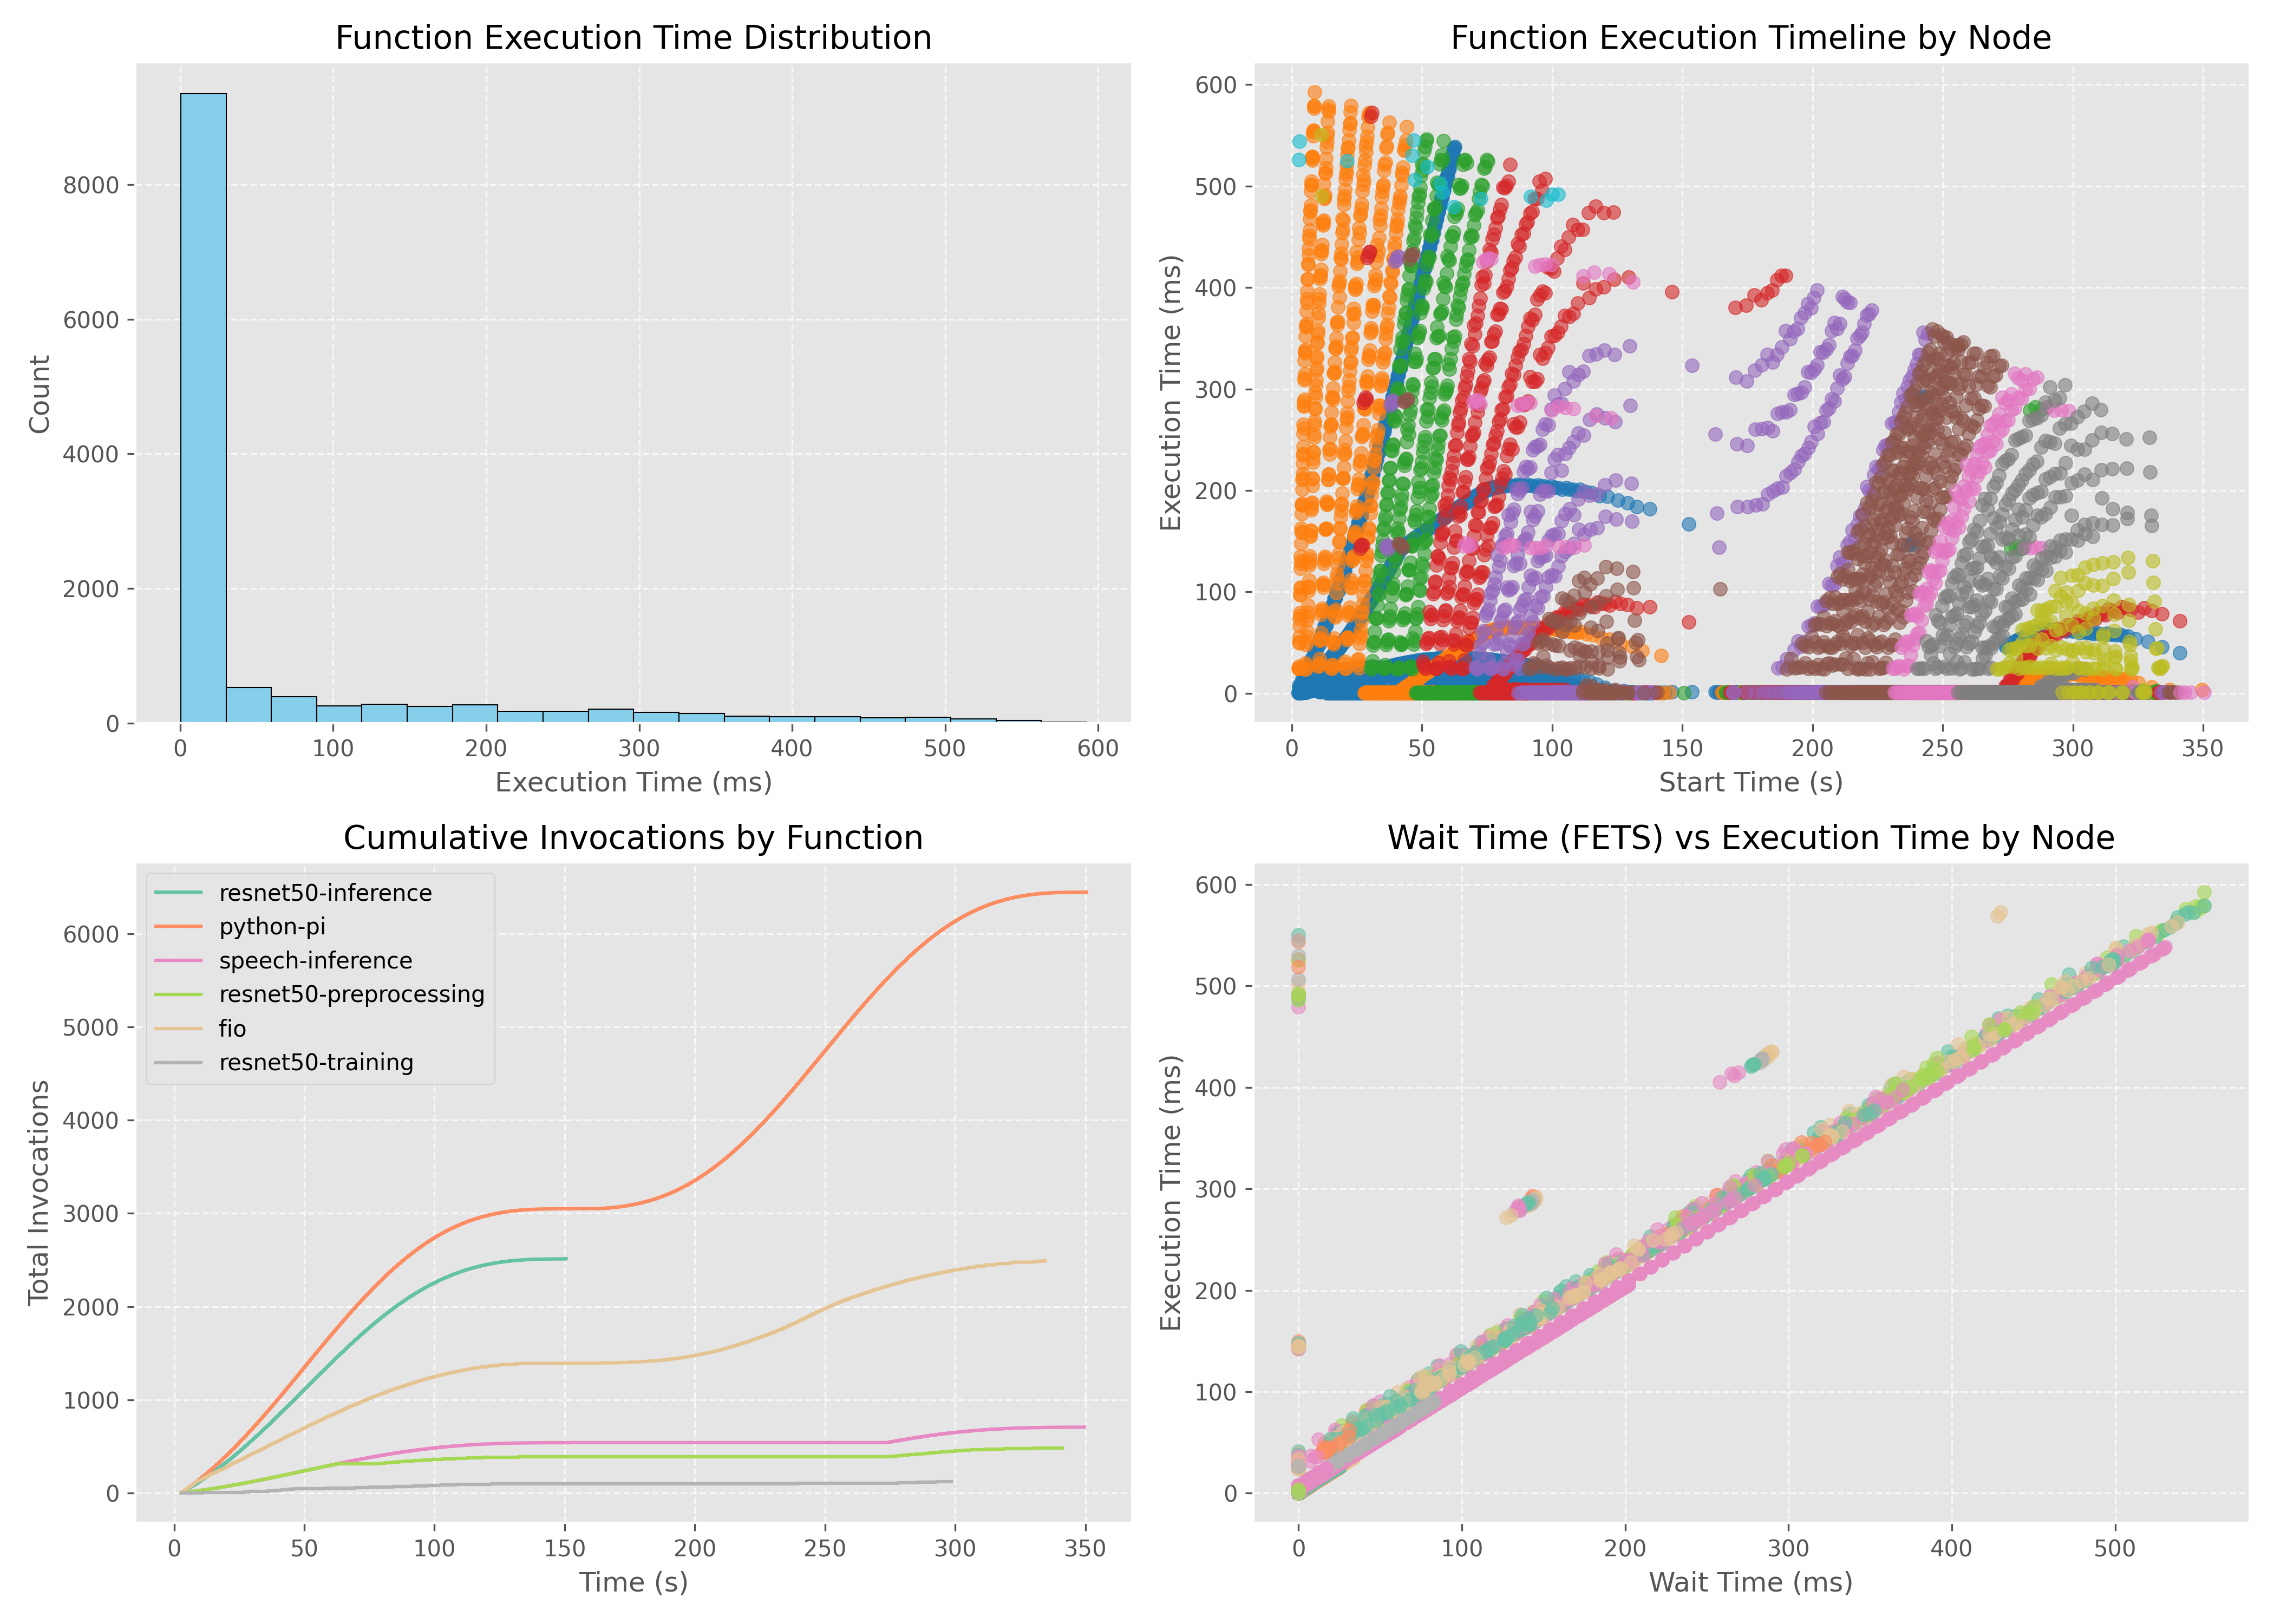 Function Execution Time Distribution
Count
8000
6000
4000
2000
0
0 100 200 300 400 500 600
Execution Time (ms)
Function Execution Timeline by Node
Execution Time (ms)
600
500
400
300
200
100
0
0 50 100 150 200 250 300 350
Start Time (s)
Cumulative Invocations by Function
Total Invocations
6000
5000
4000
3000
2000
1000
0
resnet50-inference
python-pi
speech-inference
resnet50-preprocessing
fio
resnet50-training
0 50 100 150 200 250 300 350
Time (s)
Wait Time (FETS) vs Execution Time by Node
Execution Time (ms)
600
500
400
300
200
100
0
0 100 200 300 400 500
Wait Time (ms)